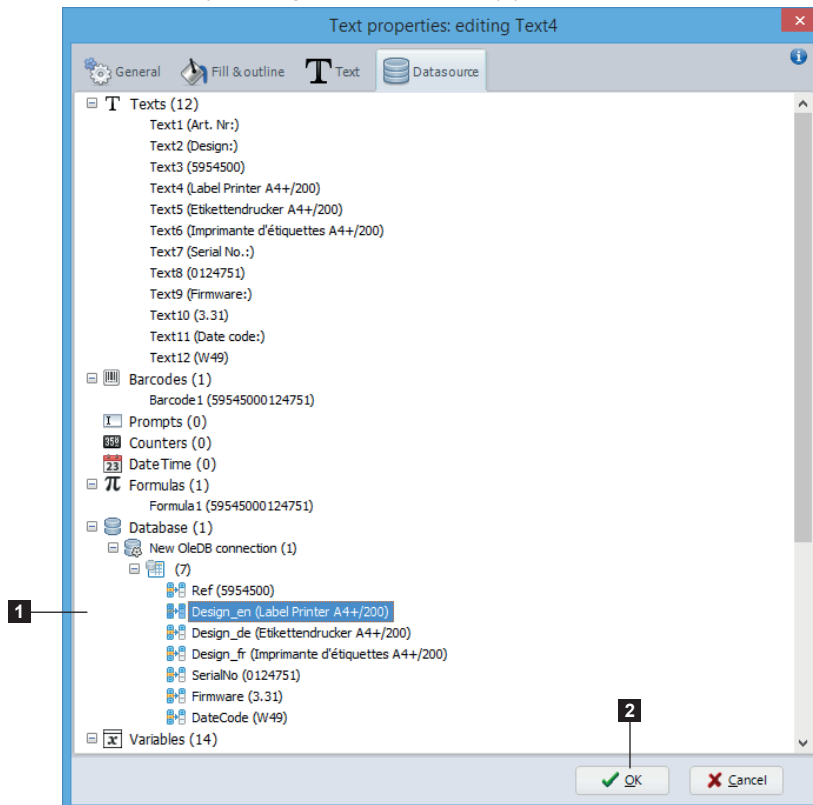 Text properties: editing Text4
General Fill & outline Text Datasource
Texts (12)
Text1 (Art. Nr:)
Text2 (Design:)
Text3 (5954500)
Text4 (Label Printer A4+/200)
Text5 (Etikettendrucker A4+/200)
Text6 (Imprimante d'étiquettes A4+/200)
Text7 (Serial No.:)
Text8 (0124751)
Text9 (Firmware:)
Text10 (3.31)
Text11 (Date code:)
Text12 (W49)
Barcodes (1)
Barcode1 (59545000124751)
Prompts (0)
359 Counters (0)
23 DateTime (0)
π Formulas (1)
Formula1 (59545000124751)
Database (1)
New OleDB connection (1)
(7)
Ref (5954500)
1 Design_en (Label Printer A4+/200)
Design_de (Etikettendrucker A4+/200)
Design_fr (Imprimante d'étiquettes A4+/200)
SerialNo (0124751)
Firmware (3.31)
DateCode (W49)
2
x Variables (14)
OK Cancel